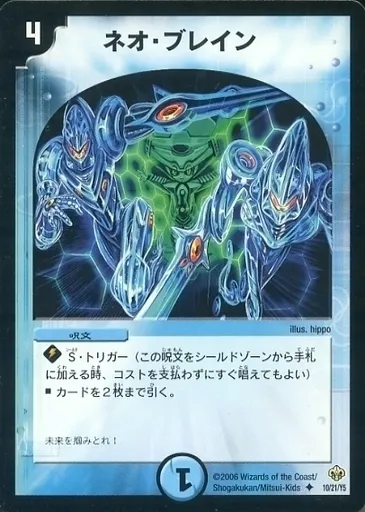 4
ネオ・ブレイン
illus. hippo
呪文
S・トリガー（この呪文をシールドゾーンから手札
に加える時、コストを支払わずにすぐ唱えてもよい）
■ カードを2枚まで引く。
未来を掴みとれ！
1
©2006 Wizards of the Coast/
Shogakukan/Mitsui-Kids
10/21/Y5